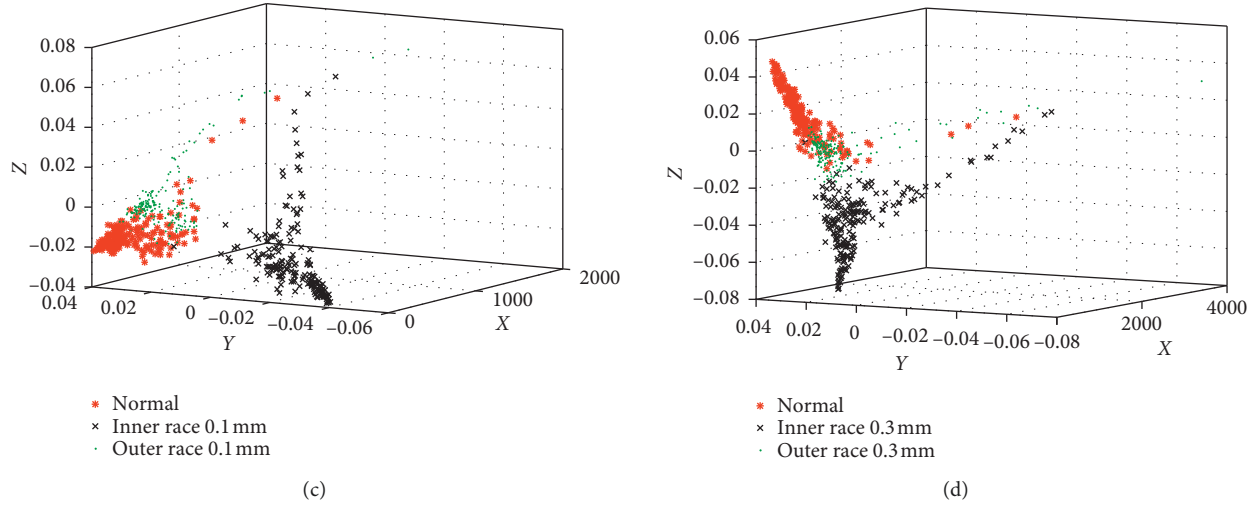 0.08
0.06
0.04
0.02
0
−0.02
−0.04
Z
0.04
0.02
0
−0.02
−0.04
−0.06
Y
0
1000
2000
X
* Normal
× Inner race 0.1 mm
· Outer race 0.1 mm
(c)
0.06
0.04
0.02
0
−0.02
−0.04
−0.06
−0.08
Z
0.04
0.02
0
−0.02
−0.04
−0.06
−0.08
Y
2000
4000
X
* Normal
× Inner race 0.3 mm
· Outer race 0.3 mm
(d)